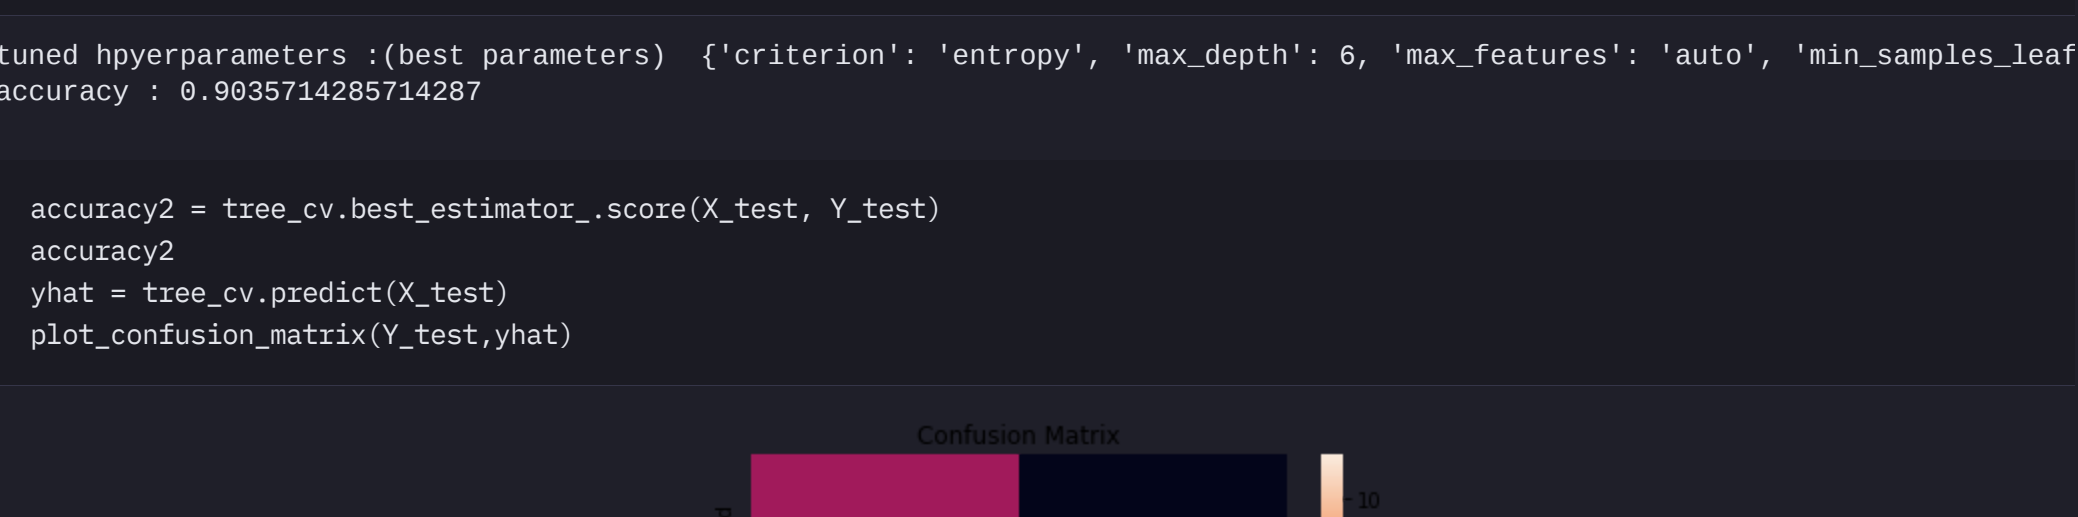 tuned hpyerparameters :(best parameters)  {'criterion': 'entropy', 'max_depth': 6, 'max_features': 'auto', 'min_samples_leaf
accuracy : 0.9035714285714287
accuracy2 = tree_cv.best_estimator_.score(X_test, Y_test)
accuracy2
yhat = tree_cv.predict(X_test)
plot_confusion_matrix(Y_test,yhat)
Confusion Matrix
10